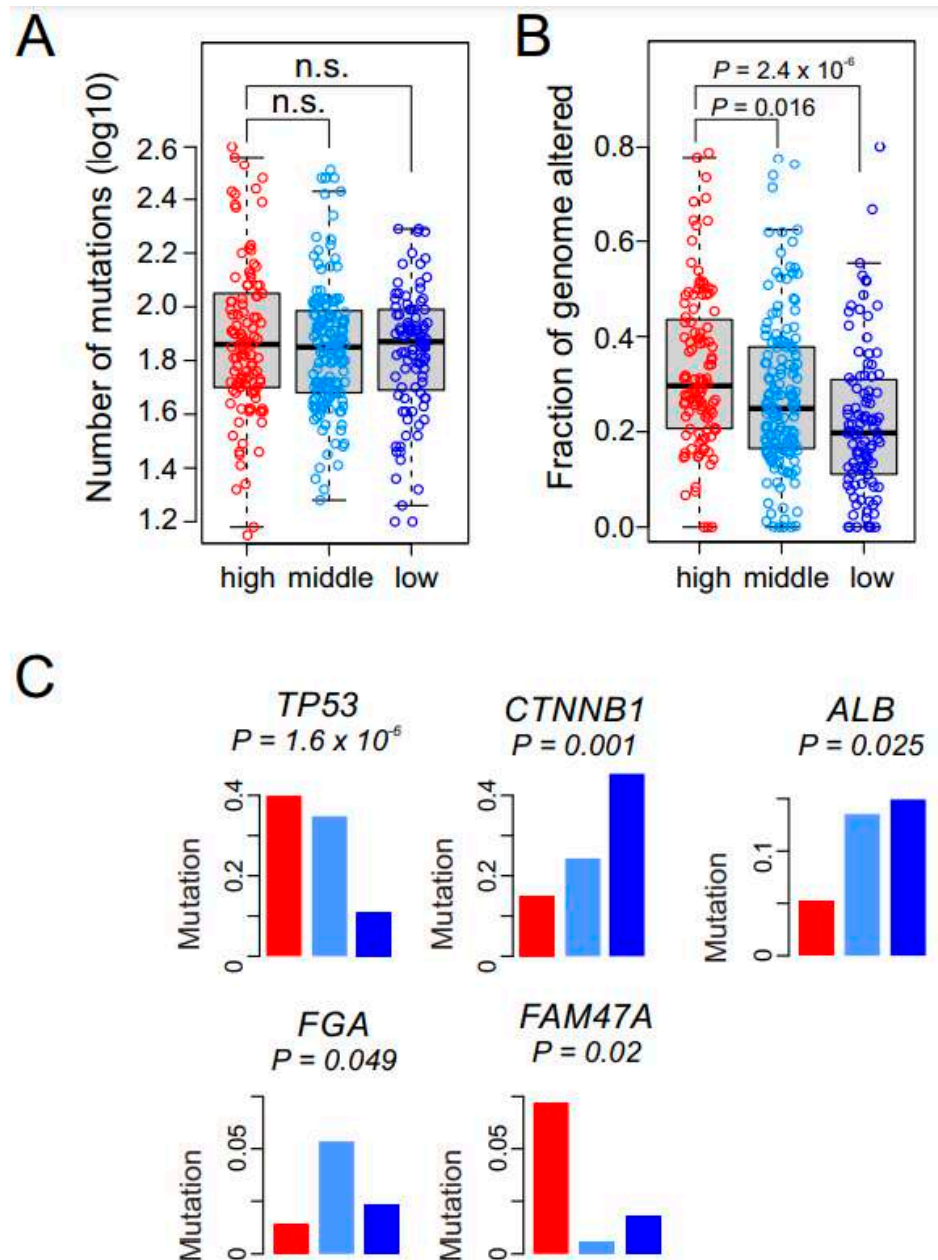 A
n.s.
n.s.
Number of mutations (log10)
2.6
2.4
2.2
2.0
1.8
1.6
1.4
1.2
high middle low
B
P = 2.4 x 10⁻⁶
P = 0.016
Fraction of genome altered
0.8
0.6
0.4
0.2
0.0
high middle low
C
TP53
P = 1.6 x 10⁻⁶
Mutation
0.4
0.2
0
CTNNB1
P = 0.001
Mutation
0.4
0.2
0
ALB
P = 0.025
Mutation
0.1
0
FGA
P = 0.049
Mutation
0.05
0
FAM47A
P = 0.02
Mutation
0.05
0